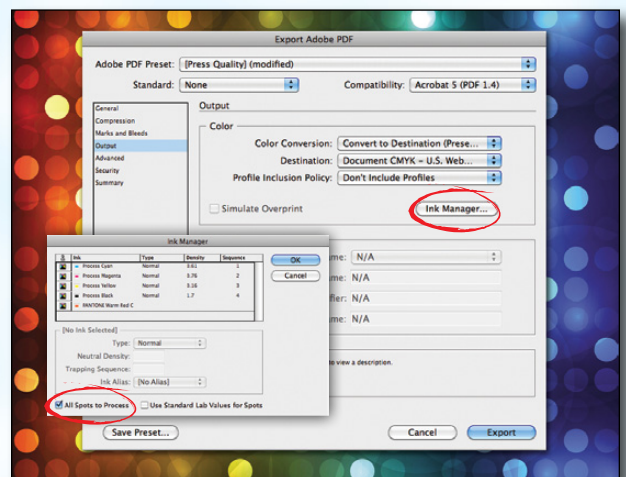 Export Adobe PDF
Adobe PDF Preset: [Press Quality] (modified)
Standard: None Compatibility: Acrobat 5 (PDF 1.4)
General
Compression
Marks and Bleeds
Output
Advanced
Security
Summary
Output
Color
Color Conversion: Convert to Destination (Prese...
Destination: Document CMYK – U.S. Web...
Profile Inclusion Policy: Don't Include Profiles
Simulate Overprint Ink Manager...
me: N/A
me: N/A
fier: N/A
me: N/A
to view a description.
Ink Manager
Ink Type Density Sequence
Process Cyan Normal 0.61 1
Process Magenta Normal 0.76 2
Process Yellow Normal 0.16 3
Process Black Normal 1.7 4
PANTONE Warm Red C
OK
Cancel
[No Ink Selected]
Type: Normal
Neutral Density:
Trapping Sequence:
Ink Alias: [No Alias]
All Spots to Process Use Standard Lab Values for Spots
Save Preset... Cancel Export